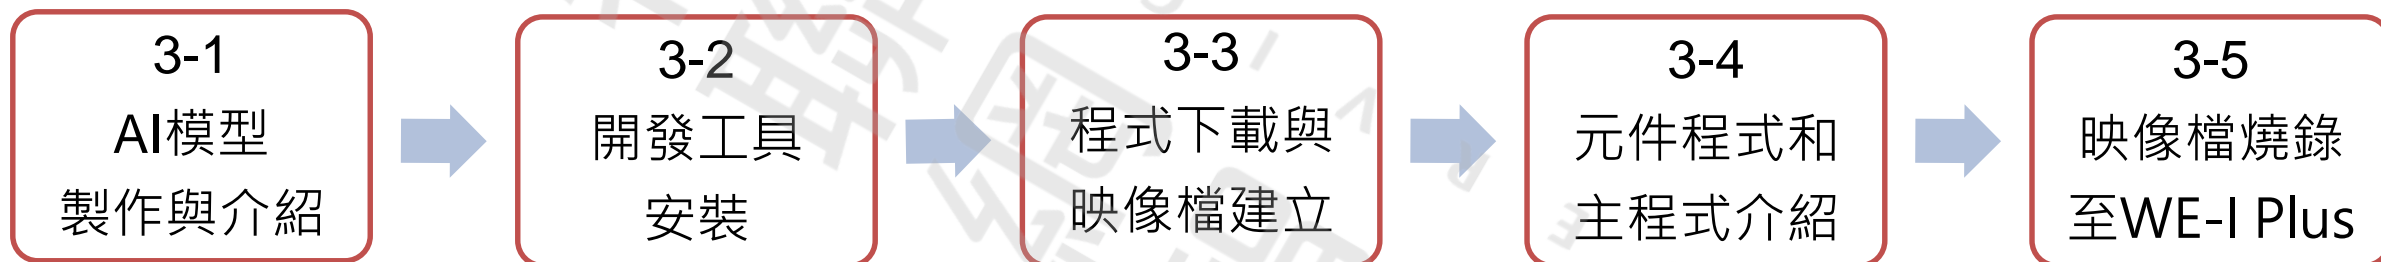 3-1
AI模型
製作與介紹
3-2
開發工具
安裝
3-3
程式下載與
映像檔建立
3-4
元件程式和
主程式介紹
3-5
映像檔燒錄
至WE-I Plus